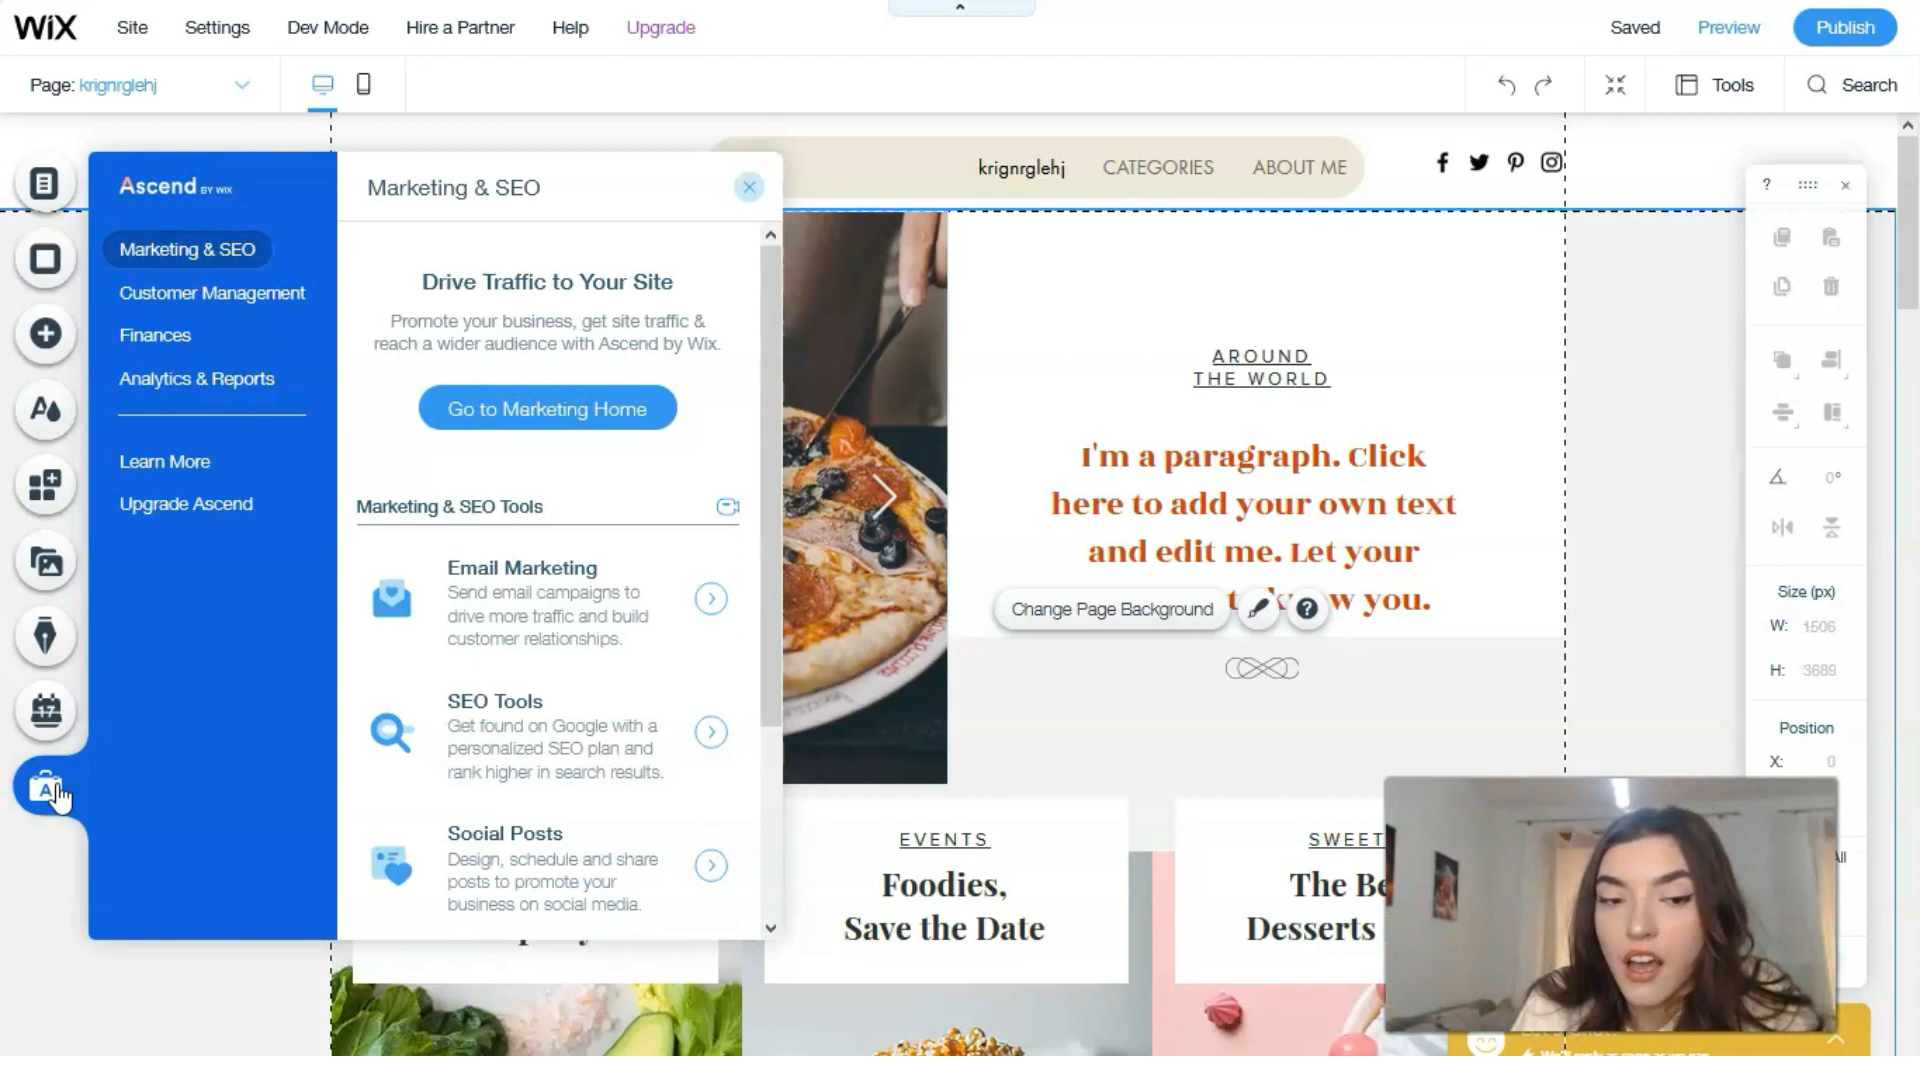 WiX
Site
Settings
Dev Mode
Hire a Partner
Help
Upgrade
Saved
Preview
Publish
Page: krignrglehj
Tools
Search
krignrglehj
CATEGORIES
ABOUT ME
Ascend BY WIX
Marketing & SEO
Customer Management
Finances
Analytics & Reports
Learn More
Upgrade Ascend
Marketing & SEO
Drive Traffic to Your Site
Promote your business, get site traffic &
reach a wider audience with Ascend by Wix.
Go to Marketing Home
Marketing & SEO Tools
Email Marketing
Send email campaigns to
drive more traffic and build
customer relationships.
SEO Tools
Get found on Google with a
personalized SEO plan and
rank higher in search results.
Social Posts
Design, schedule and share
posts to promote your
business on social media.
17
A
AROUND
THE WORLD
I'm a paragraph. Click
here to add your own text
and edit me. Let your
w you.
Change Page Background
?
EVENTS
Foodies,
Save the Date
SWEET
The Be
Desserts
?
0°
Size (px)
W: 1506
H: 3689
Position
X: 0